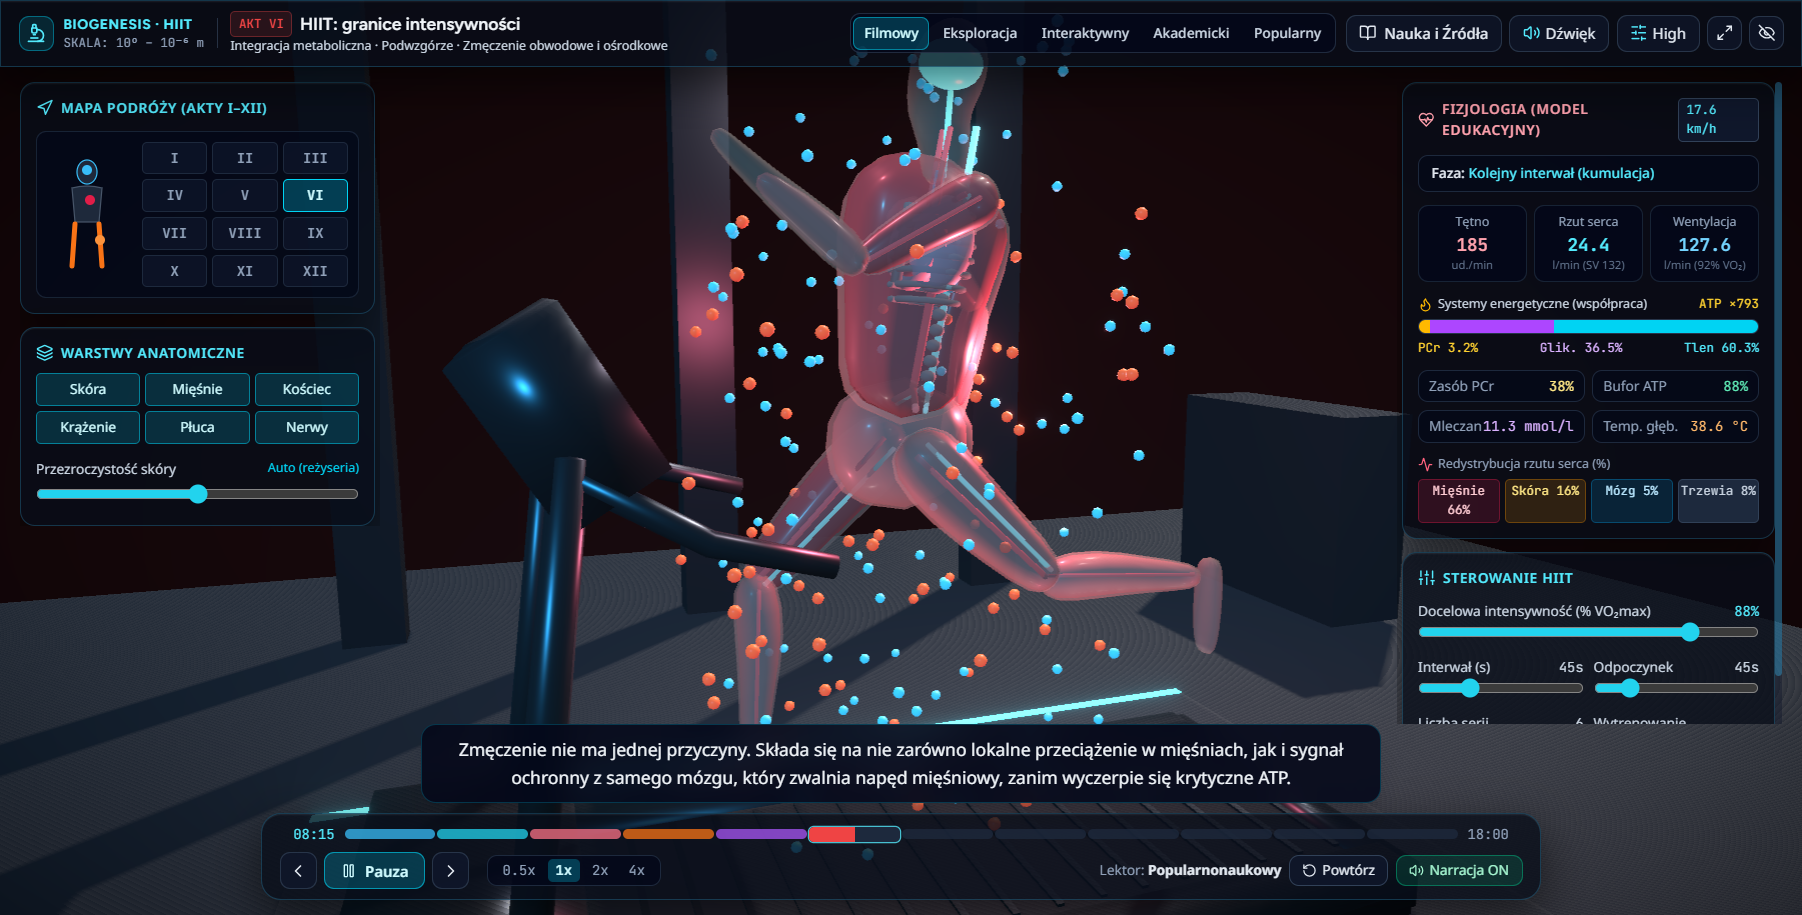 BIOGENESIS · HIIT
SKALA: 10⁰ – 10⁻⁶ m
AKT VI
HIIT: granice intensywności
Integracja metaboliczna · Podwzgórze · Zmęczenie obwodowe i ośrodkowe
Filmowy
Eksploracja
Interaktywny
Akademicki
Popularny
Nauka i Źródła
Dźwięk
High
MAPA PODRÓŻY (AKTY I–XII)
I II III
IV V VI
VII VIII IX
X XI XII
WARSTWY ANATOMICZNE
Skóra Mięśnie Kościec
Krążenie Płuca Nerwy
Przezroczystość skóry Auto (reżyseria)
FIZJOLOGIA (MODEL
EDUKACYJNY)
17.6
km/h
Faza: Kolejny interwał (kumulacja)
Tętno Rzut serca Wentylacja
185 24.4 127.6
ud./min l/min (SV 132) l/min (92% VO₂)
Systemy energetyczne (współpraca) ATP ×793
PCr 3.2% Glik. 36.5% Tlen 60.3%
Zasób PCr 38% Bufor ATP 88%
Mleczan 11.3 mmol/l Temp. głęb. 38.6 °C
Redystrybucja rzutu serca (%)
Mięśnie
66%
Skóra 16%
Mózg 5%
Trzewia 8%
STEROWANIE HIIT
Docelowa intensywność (% VO₂max) 88%
Interwał (s) 45s Odpoczynek 45s
Liczba serii 6 Wytrenowanie
Zmęczenie nie ma jednej przyczyny. Składa się na nie zarówno lokalne przeciążenie w mięśniach, jak i sygnał
ochronny z samego mózgu, który zwalnia napęd mięśniowy, zanim wyczerpie się krytyczne ATP.
08:15 18:00
Pauza
0.5x 1x 2x 4x
Lektor: Popularnonaukowy
Powtórz
Narracja ON